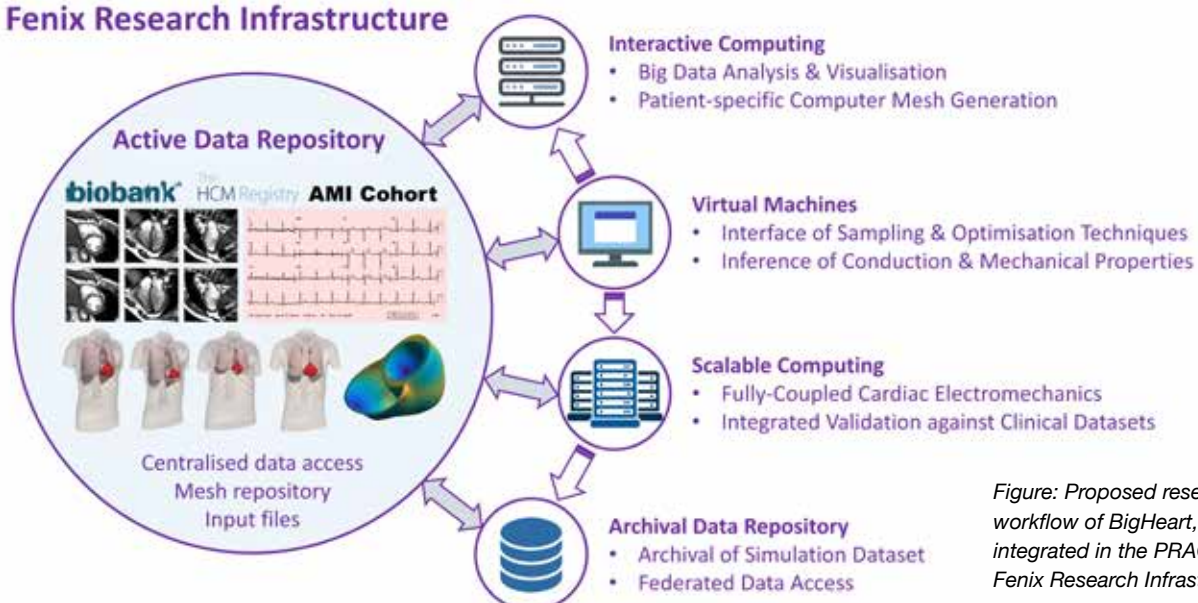 Fenix Research Infrastructure
Active Data Repository
biobank
The
HCM Registry
AMI Cohort
Centralised data access
Mesh repository
Input files
Interactive Computing
• Big Data Analysis & Visualisation
• Patient-specific Computer Mesh Generation
Virtual Machines
• Interface of Sampling & Optimisation Techniques
• Inference of Conduction & Mechanical Properties
Scalable Computing
• Fully-Coupled Cardiac Electromechanics
• Integrated Validation against Clinical Datasets
Archival Data Repository
• Archival of Simulation Dataset
• Federated Data Access
Figure: Proposed rese
workflow of BigHeart,
integrated in the PRA
Fenix Research Infras